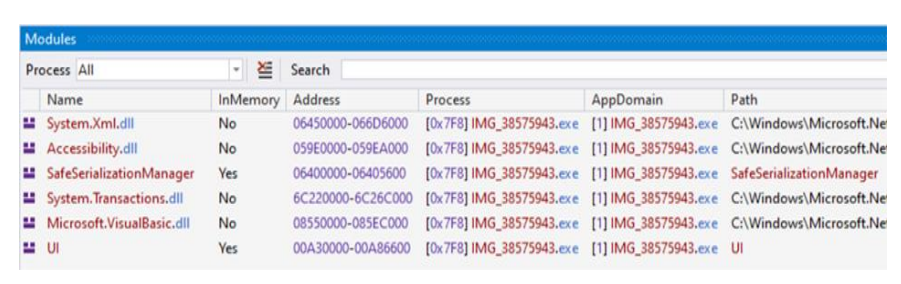 Modules
Process All Search
Name InMemory Address Process AppDomain Path
System.Xml.dll No 06450000-066D6000 [0x7F8] IMG_38575943.exe [1] IMG_38575943.exe C:\Windows\Microsoft.Ne
Accessibility.dll No 059E0000-059EA000 [0x7F8] IMG_38575943.exe [1] IMG_38575943.exe C:\Windows\Microsoft.Ne
SafeSerializationManager Yes 06400000-06405600 [0x7F8] IMG_38575943.exe [1] IMG_38575943.exe SafeSerializationManager
System.Transactions.dll No 6C220000-6C26C000 [0x7F8] IMG_38575943.exe [1] IMG_38575943.exe C:\Windows\Microsoft.Ne
Microsoft.VisualBasic.dll No 08550000-085EC000 [0x7F8] IMG_38575943.exe [1] IMG_38575943.exe C:\Windows\Microsoft.Ne
UI Yes 00A30000-00A86600 [0x7F8] IMG_38575943.exe [1] IMG_38575943.exe UI